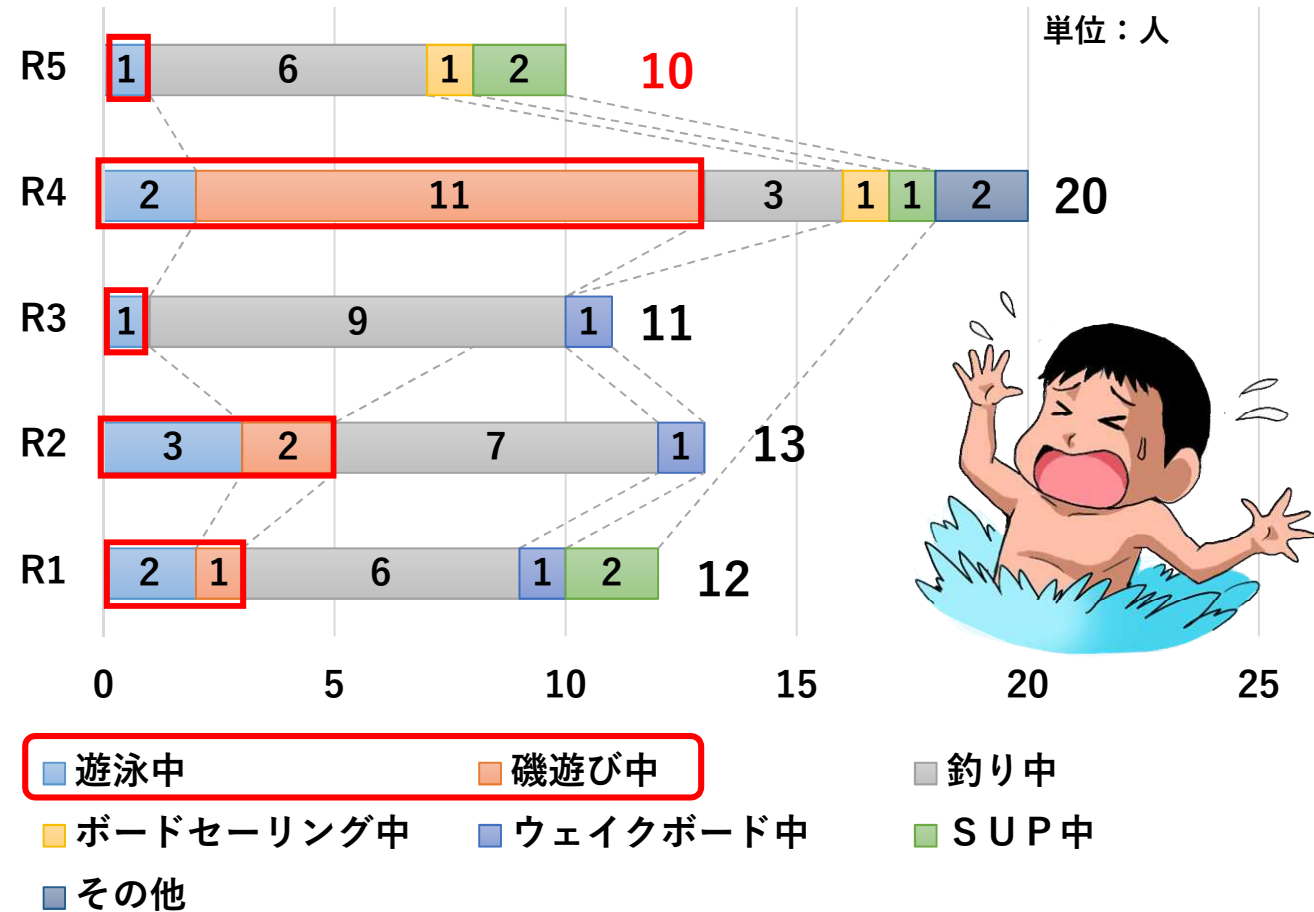 単位：人
R5 1 6 1 2 10
R4 2 11 3 1 1 2 20
R3 1 9 1 11
R2 3 2 7 1 13
R1 2 1 6 1 2 12
0 5 10 15 20 25
遊泳中 磯遊び中 釣り中
ボードセーリング中 ウェイクボード中 ＳＵＰ中
その他